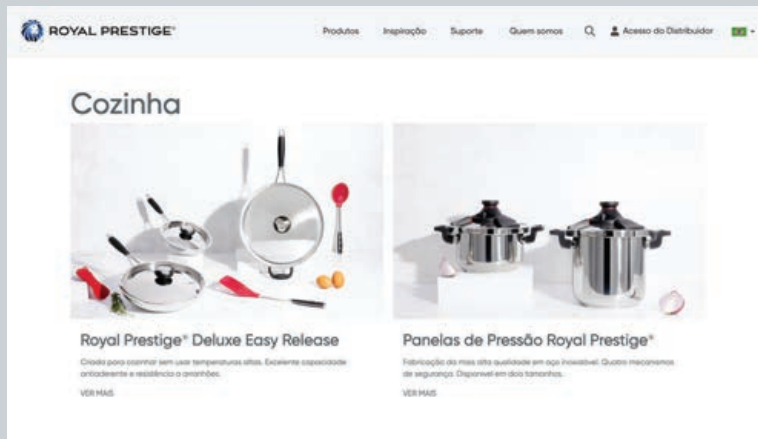 ROYAL PRESTIGE®
Produtos Inspiração Suporte Quem somos Acesso do Distribuidor
Cozinha
Royal Prestige® Deluxe Easy Release
Criada para cozinhar sem usar temperaturas altas. Excelente capacidade
antiaderente e resistência a arranhões.
VER MAIS
Panelas de Pressão Royal Prestige®
Fabricação da mais alta qualidade em aço inoxidável. Quatro mecanismos
de segurança. Disponível em dois tamanhos.
VER MAIS